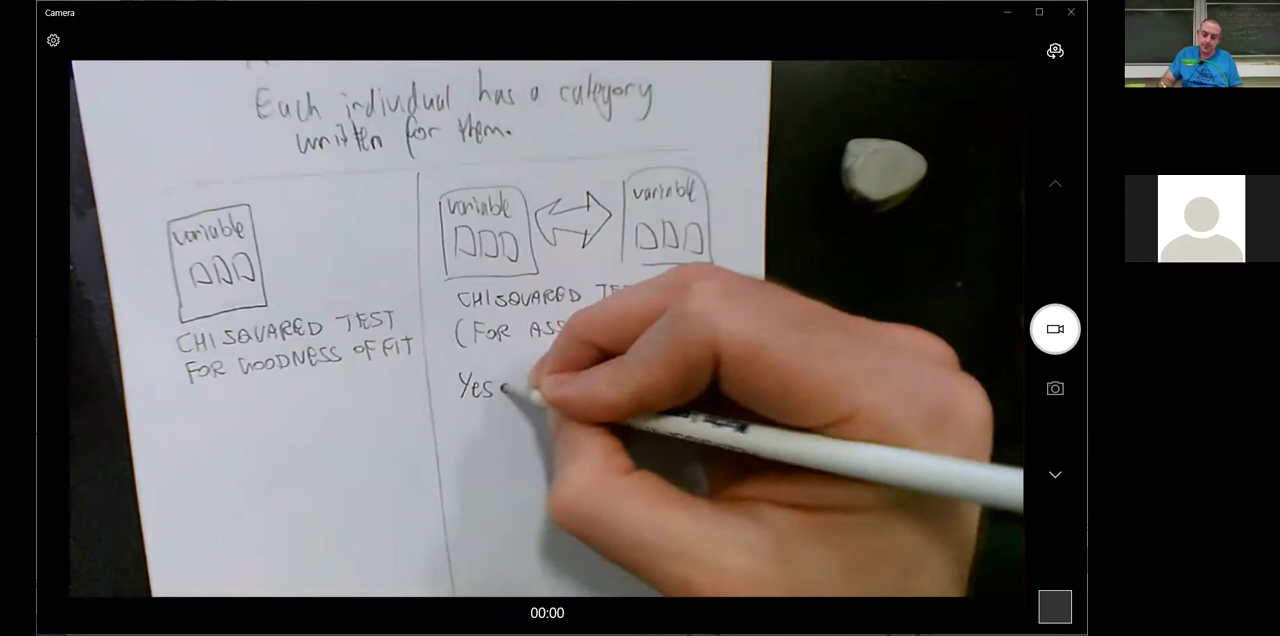 Camera
Each individual has a category
written for them.
variable
CHI SQUARED TEST
FOR GOODNESS OF FIT
variable
variable
CHI SQUARED
(FOR
Yes
00:00